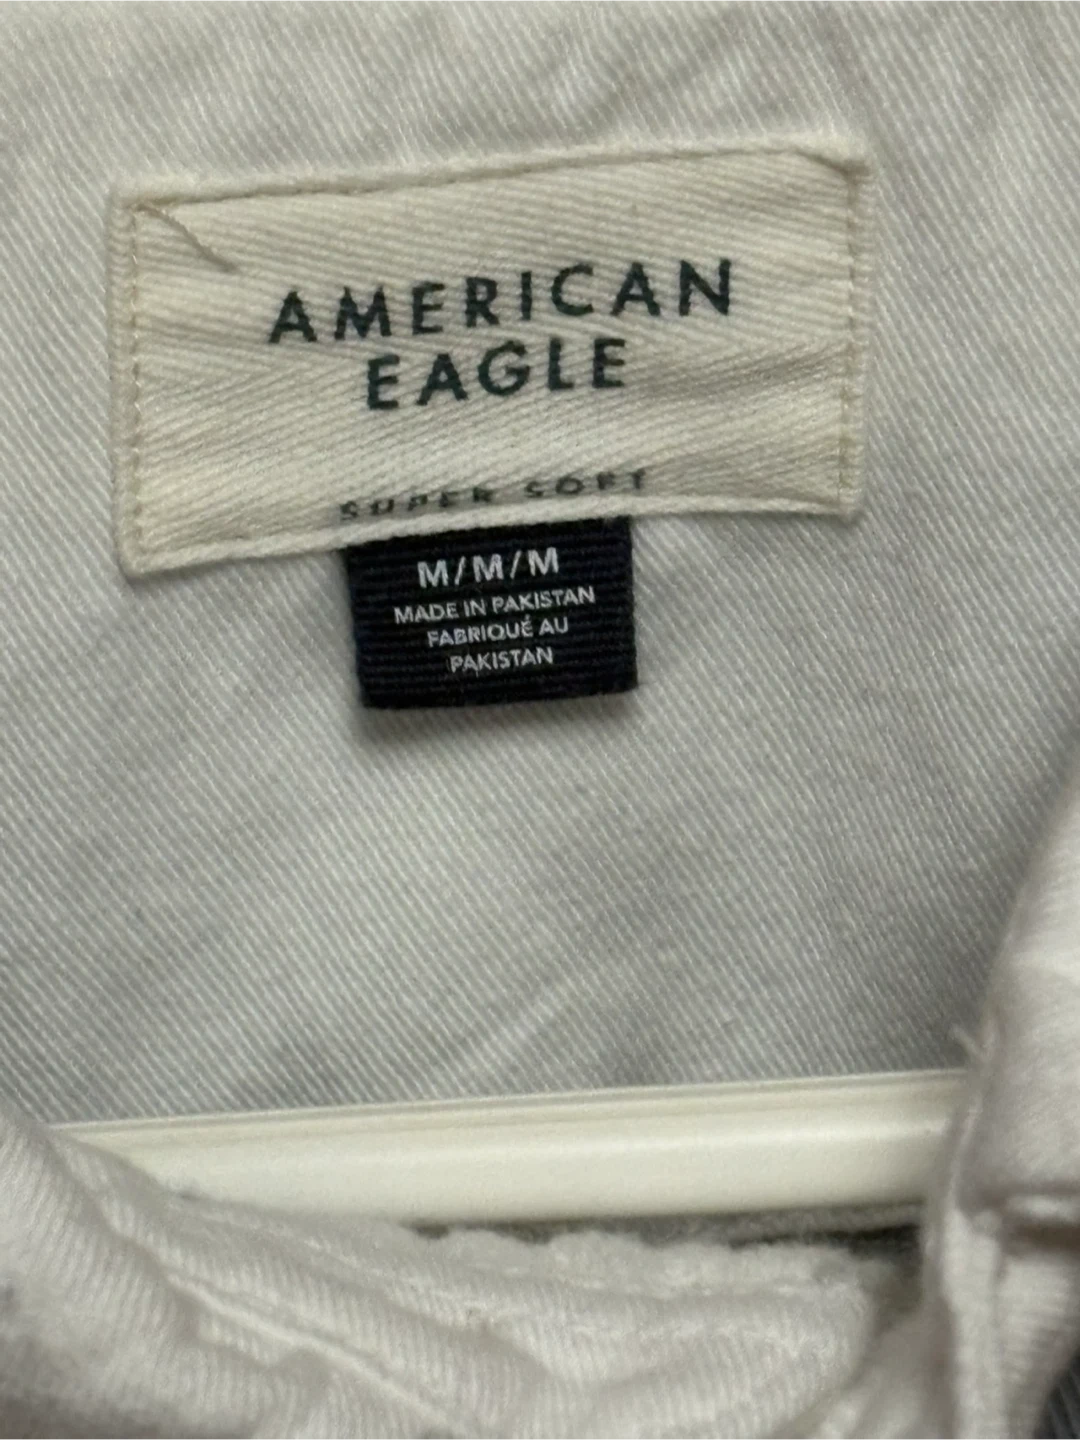 AMERICAN
EAGLE
SUPER SOFT
M/M/M
MADE IN PAKISTAN
FABRIQUÉ AU
PAKISTAN